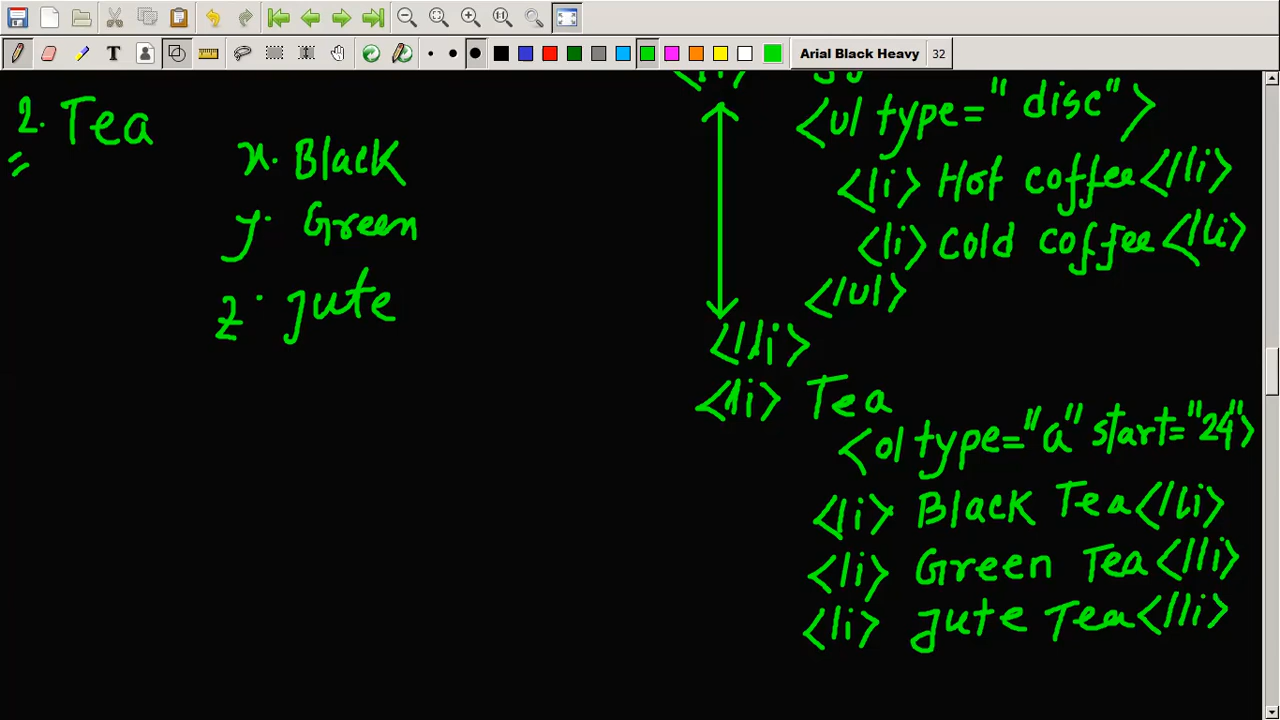 Arial Black Heavy 32
2. Tea
x. Black
y. Green
z. jute
<ul type="disc">
<li> Hot coffee</li>
<li> Cold coffee</li>
</ul>
</li>
<li> Tea
<ol type="a" start="24">
<li> Black Tea</li>
<li> Green Tea</li>
<li> jute Tea</li>